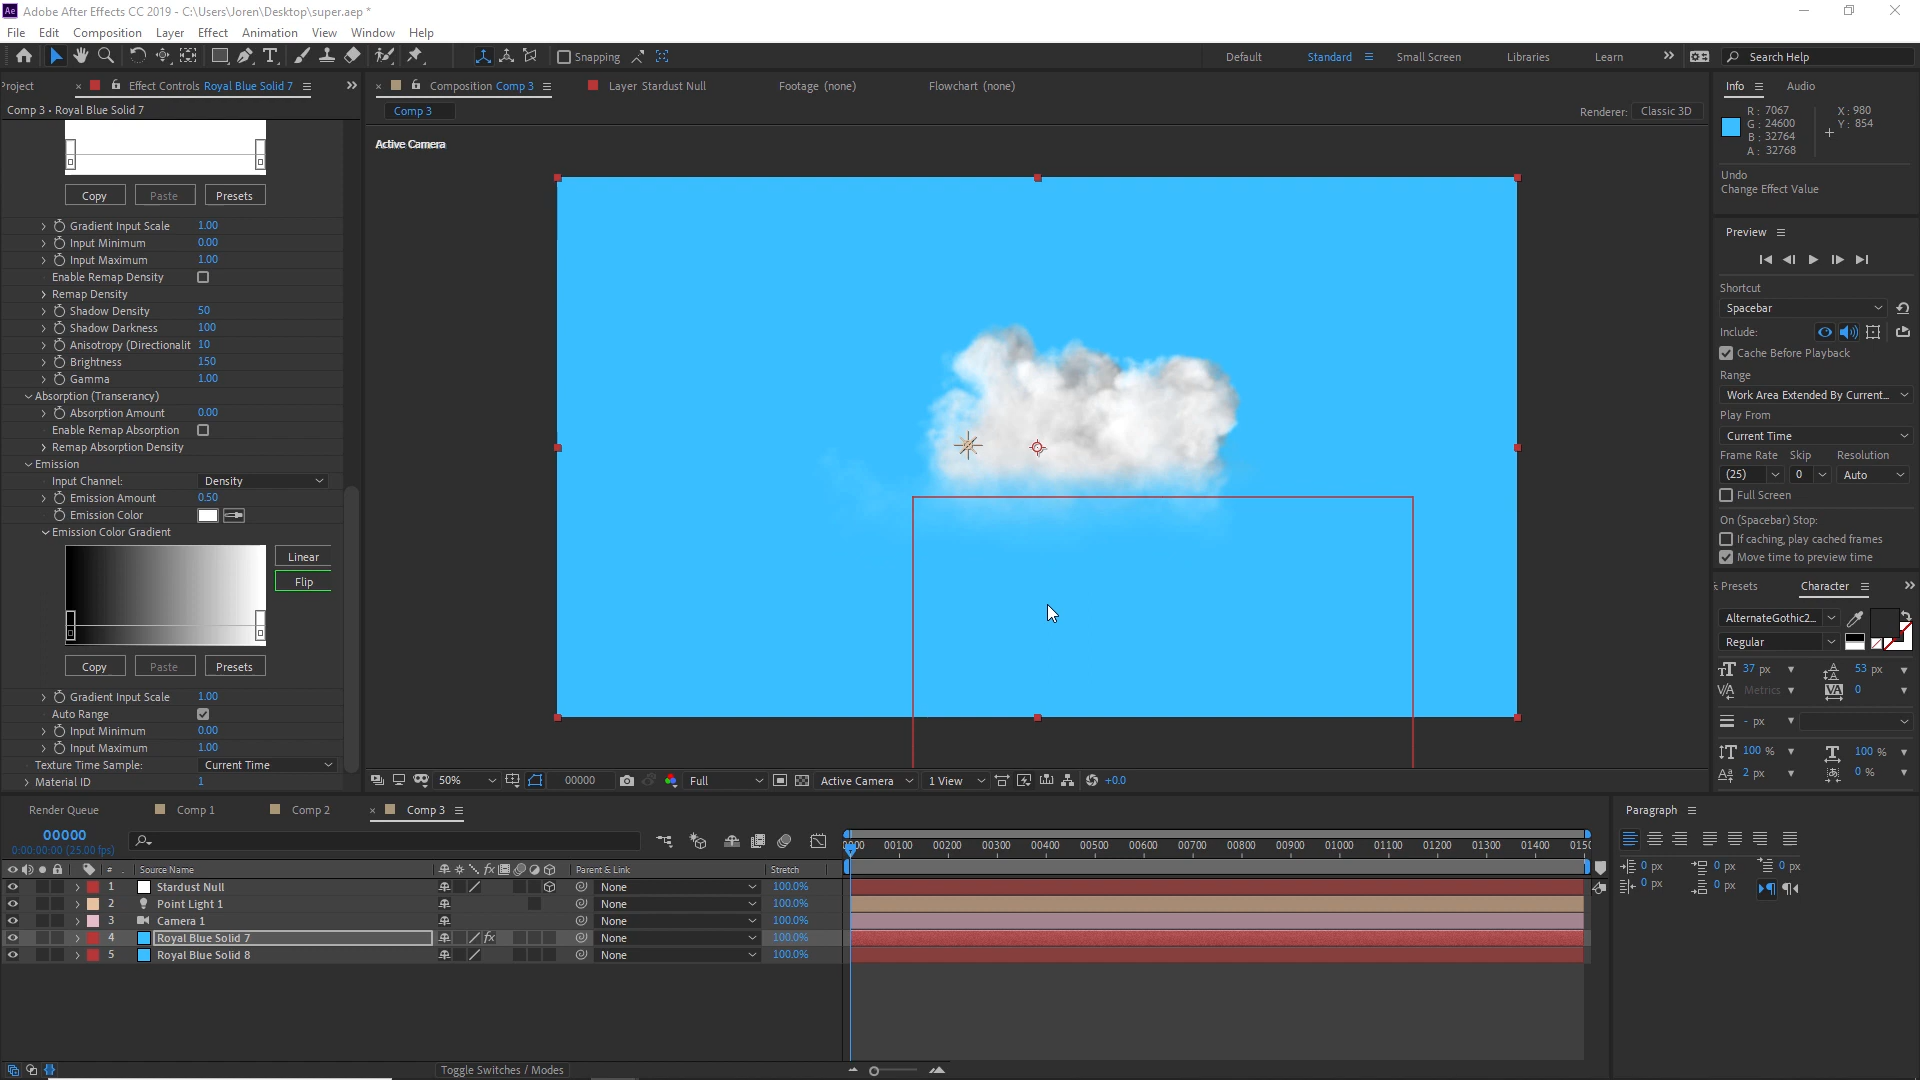 Ae Adobe After Effects CC 2019 - C:\Users\Joren\Desktop\super.aep *
File Edit Composition Layer Effect Animation View Window Help
Snapping
Default Standard Small Screen Libraries Learn Search Help
roject
Effect Controls Royal Blue Solid 7
Composition Comp 3
Layer Stardust Null
Footage (none)
Flowchart (none)
Comp 3 • Royal Blue Solid 7
Comp 3
Renderer: Classic 3D
Active Camera
Copy Paste Presets
Gradient Input Scale 1.00
Input Minimum 0.00
Input Maximum 1.00
Enable Remap Density
Remap Density
Shadow Density 50
Shadow Darkness 100
Anisotropy (Directionalit 10
Brightness 150
Gamma 1.00
Absorption (Transerancy)
Absorption Amount 0.00
Enable Remap Absorption
Remap Absorption Density
Emission
Input Channel: Density
Emission Amount 0.50
Emission Color
Emission Color Gradient
Linear
Flip
Copy Paste Presets
Gradient Input Scale 1.00
Auto Range
Input Minimum 0.00
Input Maximum 1.00
Texture Time Sample: Current Time
Material ID 1
50% 00000 Full Active Camera 1 View +0.0
Info Audio
R: 7067 X: 980
G: 24600 Y: 854
B: 32764
A: 32768
Undo
Change Effect Value
Preview
Shortcut
Spacebar
Include:
Cache Before Playback
Range
Work Area Extended By Current...
Play From
Current Time
Frame Rate Skip Resolution
(25) 0 Auto
Full Screen
On (Spacebar) Stop:
If caching, play cached frames
Move time to preview time
Presets Character
AlternateGothic2...
Regular
37 px 53 px
Metrics 0
- px
100 % 100 %
2 px 0 %
Render Queue Comp 1 Comp 2 Comp 3
00000
0:00:00:00 (25.00 fps)
# Source Name Parent & Link Stretch
0000 00100 00200 00300 00400 00500 00600 00700 00800 00900 01000 01100 01200 01300 01400 0150
1 Stardust Null None 100.0%
2 Point Light 1 None 100.0%
3 Camera 1 None 100.0%
4 Royal Blue Solid 7 fx None 100.0%
5 Royal Blue Solid 8 None 100.0%
Toggle Switches / Modes
Paragraph
0 px 0 px 0 px
0 px 0 px